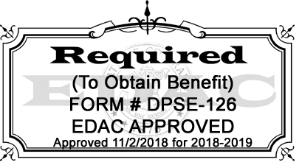 Required
(To Obtain Benefit)
FORM # DPSE-126
EDAC APPROVED
Approved 11/2/2018 for 2018-2019